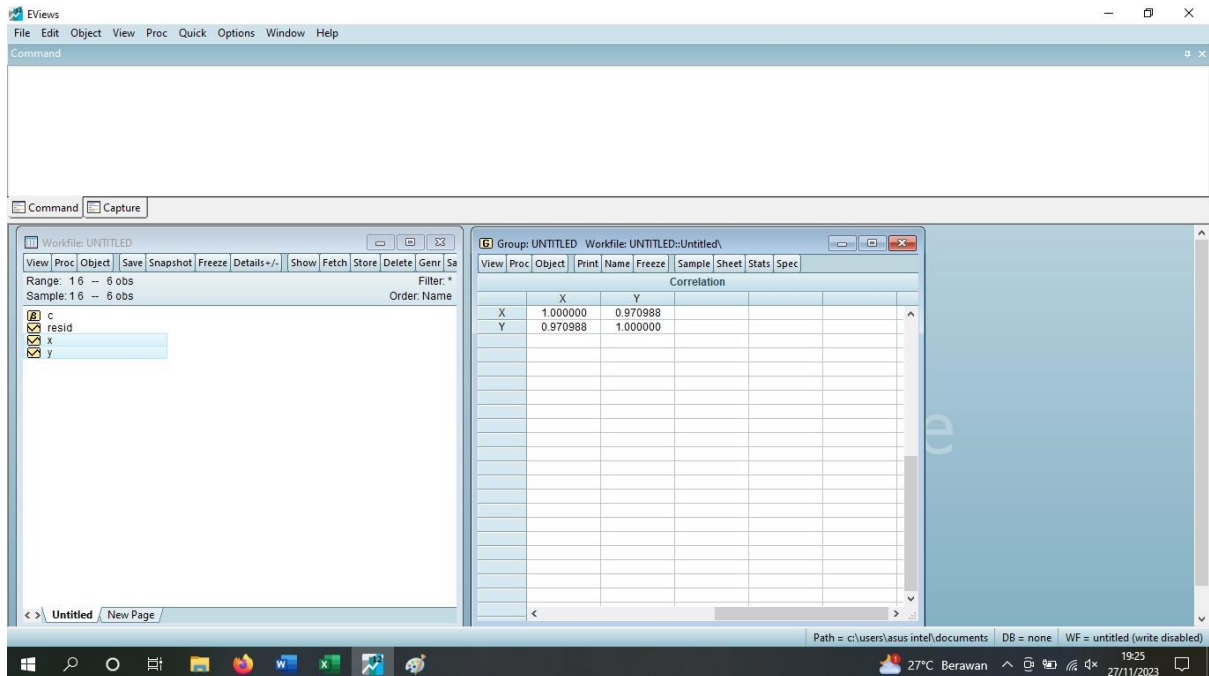 EViews
File Edit Object View Proc Quick Options Window Help
Command
Command Capture
Workfile: UNTITLED
View Proc Object Save Snapshot Freeze Details+/- Show Fetch Store Delete Genr Sa
Range: 1 6 -- 6 obs Filter: *
Sample: 1 6 -- 6 obs Order: Name
c
resid
x
y
Untitled New Page
Group: UNTITLED Workfile: UNTITLED::Untitled\
View Proc Object Print Name Freeze Sample Sheet Stats Spec
Correlation
X Y
X 1.000000 0.970988
Y 0.970988 1.000000
e
Path = c:\users\asus intel\documents DB = none WF = untitled (write disabled)
27°C Berawan
19:25
27/11/2023